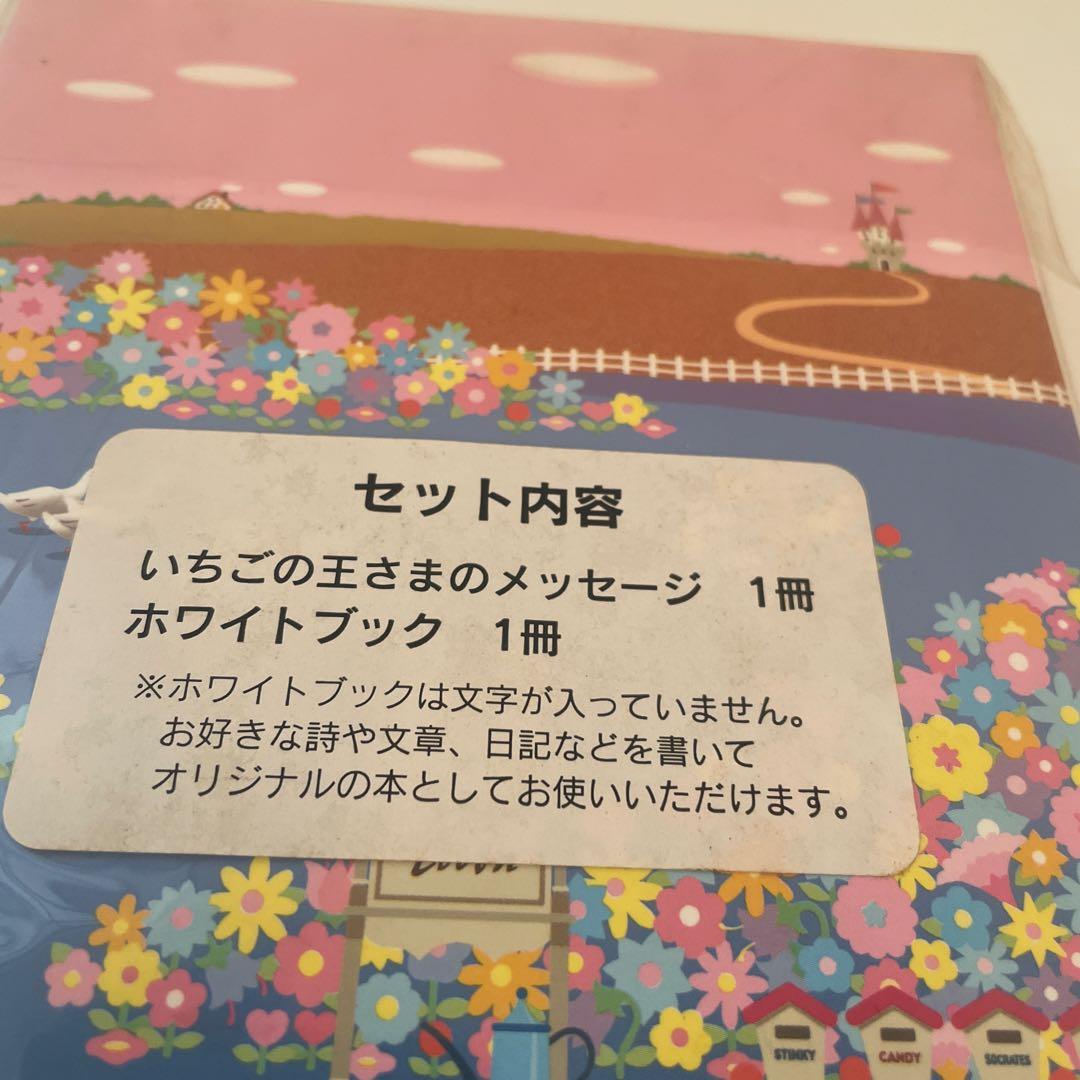 セット内容
いちごの王さまのメッセージ　1冊
ホワイトブック　1冊
※ホワイトブックは文字が入っていません。
お好きな詩や文章、日記などを書いて
オリジナルの本としてお使いいただけます。
STINKY
CANDY
SOCRATES